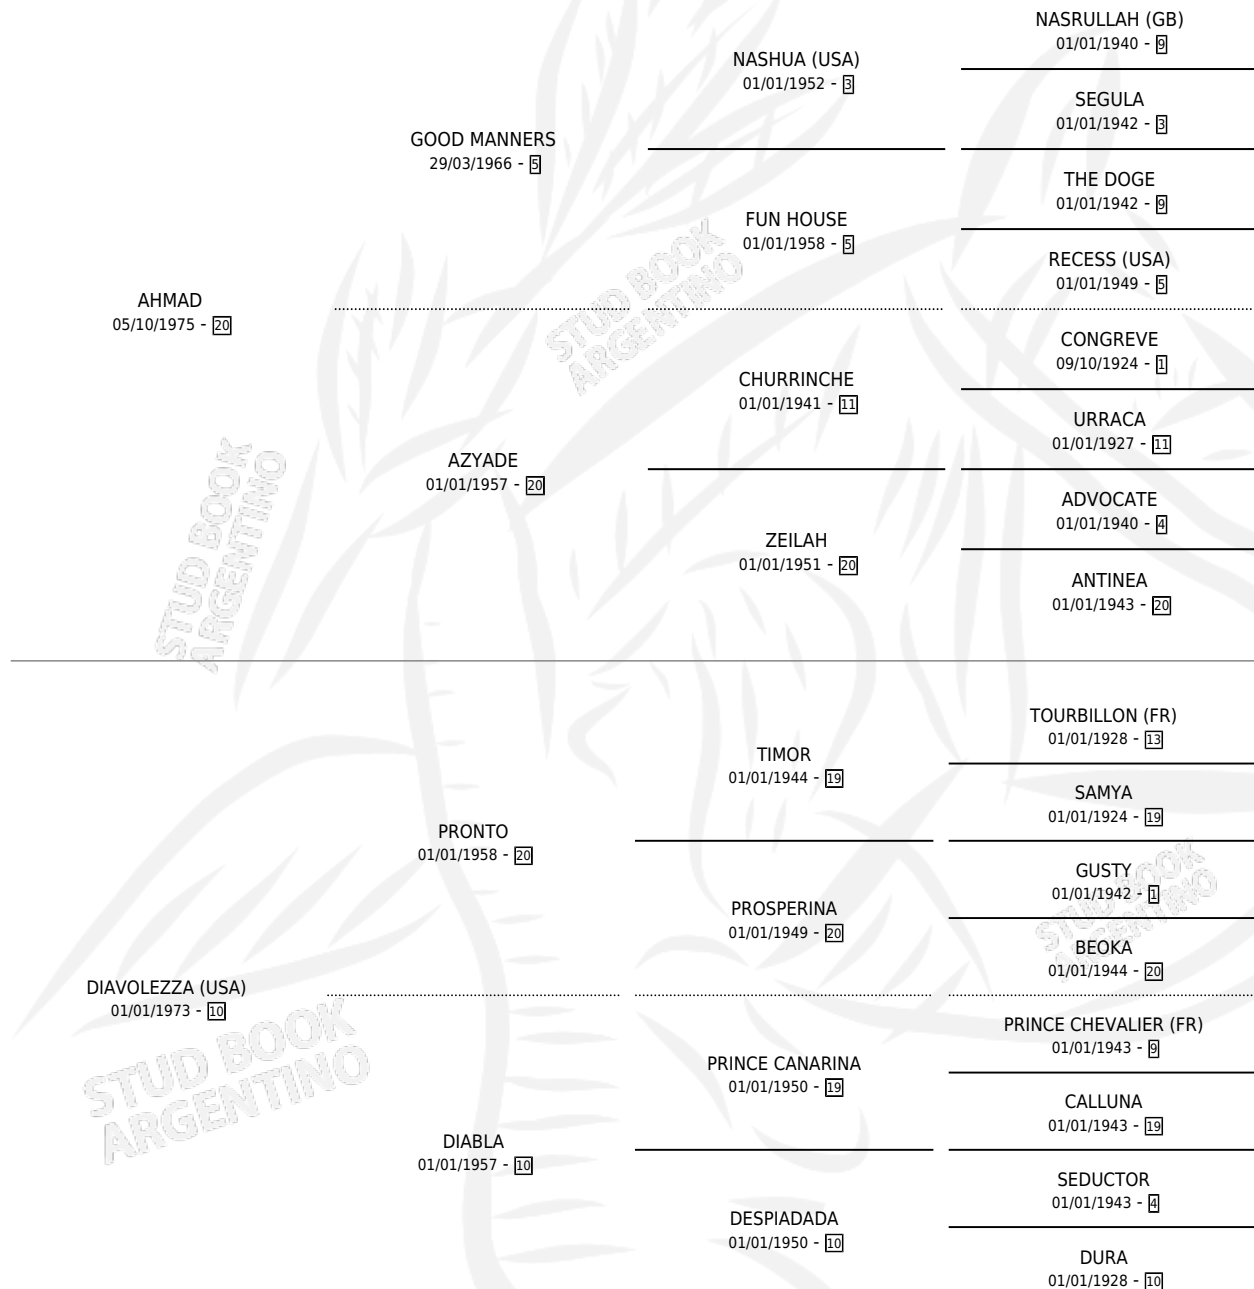 NASRULLAH (GB)
01/01/1940 - 9
NASHUA (USA)
01/01/1952 - 3
SEGULA
01/01/1942 - 3
GOOD MANNERS
29/03/1966 - 5
THE DOGE
01/01/1942 - 9
FUN HOUSE
01/01/1958 - 5
RECESS (USA)
01/01/1949 - 5
AHMAD
05/10/1975 - 20
CONGREVE
09/10/1924 - 1
CHURRINCHE
01/01/1941 - 11
URRACA
01/01/1927 - 11
AZYADE
01/01/1957 - 20
ADVOCATE
01/01/1940 - 4
ZEILAH
01/01/1951 - 20
ANTINEA
01/01/1943 - 20
STUD BOOK
ARGENTINO
STUD BOOK
ARGENTINO
TOURBILLON (FR)
01/01/1928 - 13
TIMOR
01/01/1944 - 19
SAMYA
01/01/1924 - 19
PRONTO
01/01/1958 - 20
GUSTY
01/01/1942 - 1
PROSPERINA
01/01/1949 - 20
BEOKA
01/01/1944 - 20
DIAVOLEZZA (USA)
01/01/1973 - 10
PRINCE CHEVALIER (FR)
01/01/1943 - 9
PRINCE CANARINA
01/01/1950 - 19
CALLUNA
01/01/1943 - 19
DIABLA
01/01/1957 - 10
SEDUCTOR
01/01/1943 - 4
DESPIADADA
01/01/1950 - 10
DURA
01/01/1928 - 10
STUD BOOK
ARGENTINO
STUD BOOK
ARGENTINO